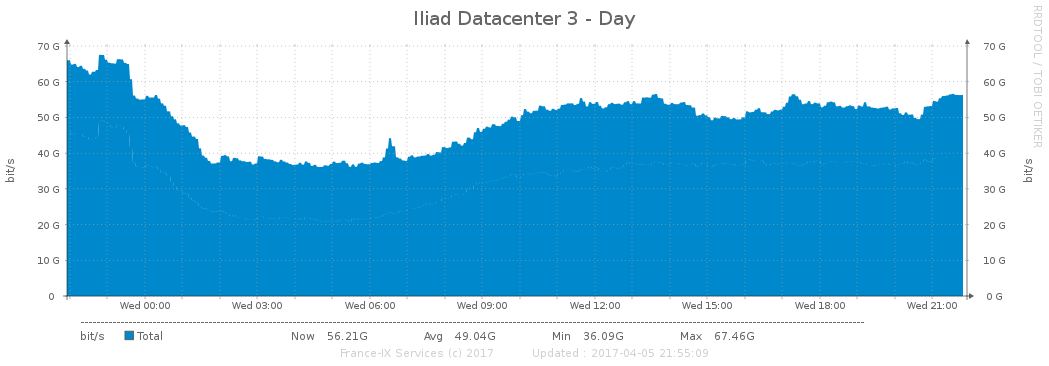 Iliad Datacenter 3 - Day
RRDTOOL / TOBI OETIKER
70 G 70 G
60 G 60 G
50 G 50 G
40 G 40 G
30 G 30 G
20 G 20 G
10 G 10 G
0 0 G
bit/s bit/s
Wed 00:00 Wed 03:00 Wed 06:00 Wed 09:00 Wed 12:00 Wed 15:00 Wed 18:00 Wed 21:00
bit/s Total Now 56.21G Avg 49.04G Min 36.09G Max 67.46G
France-IX Services (c) 2017 Updated : 2017-04-05 21:55:09